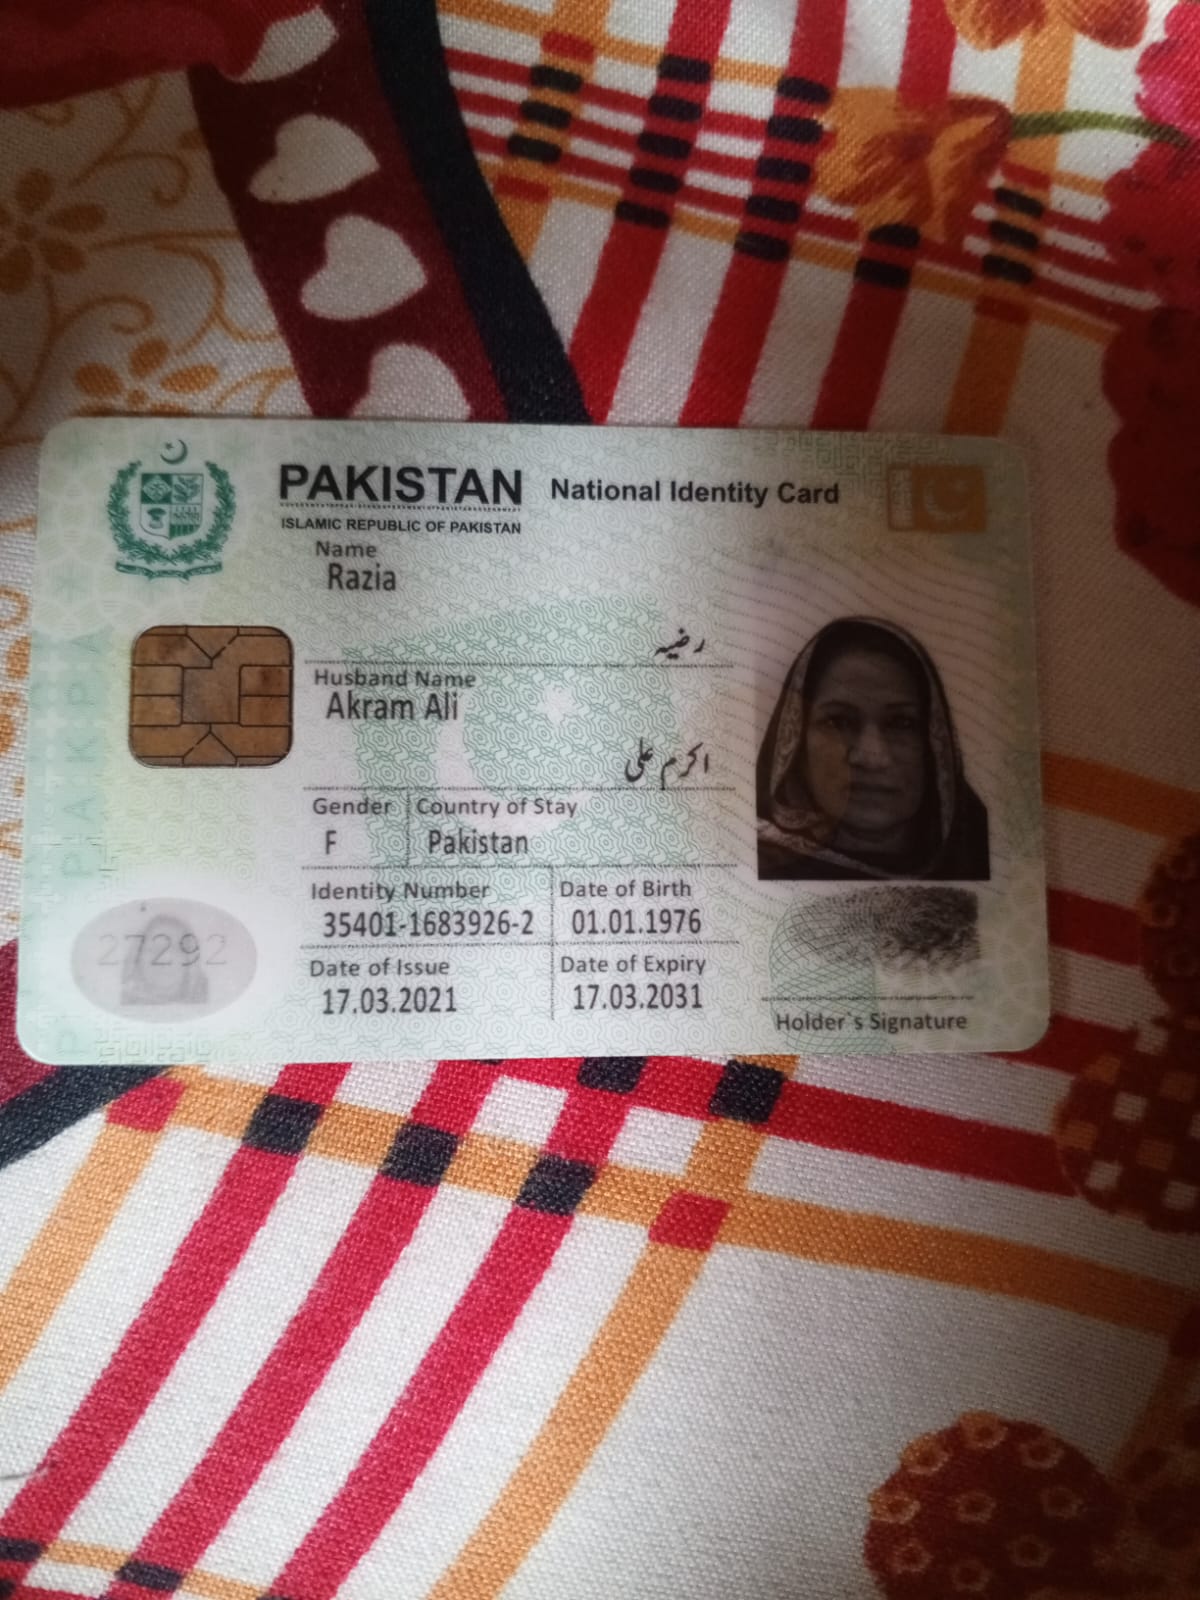 PAKISTAN National Identity Card
ISLAMIC REPUBLIC OF PAKISTAN
Name
Razia
رضیہ
Husband Name
Akram Ali
اکرم علی
Gender Country of Stay
F Pakistan
Identity Number Date of Birth
35401-1683926-2 01.01.1976
Date of Issue Date of Expiry
17.03.2021 17.03.2031
27292
Holder`s Signature